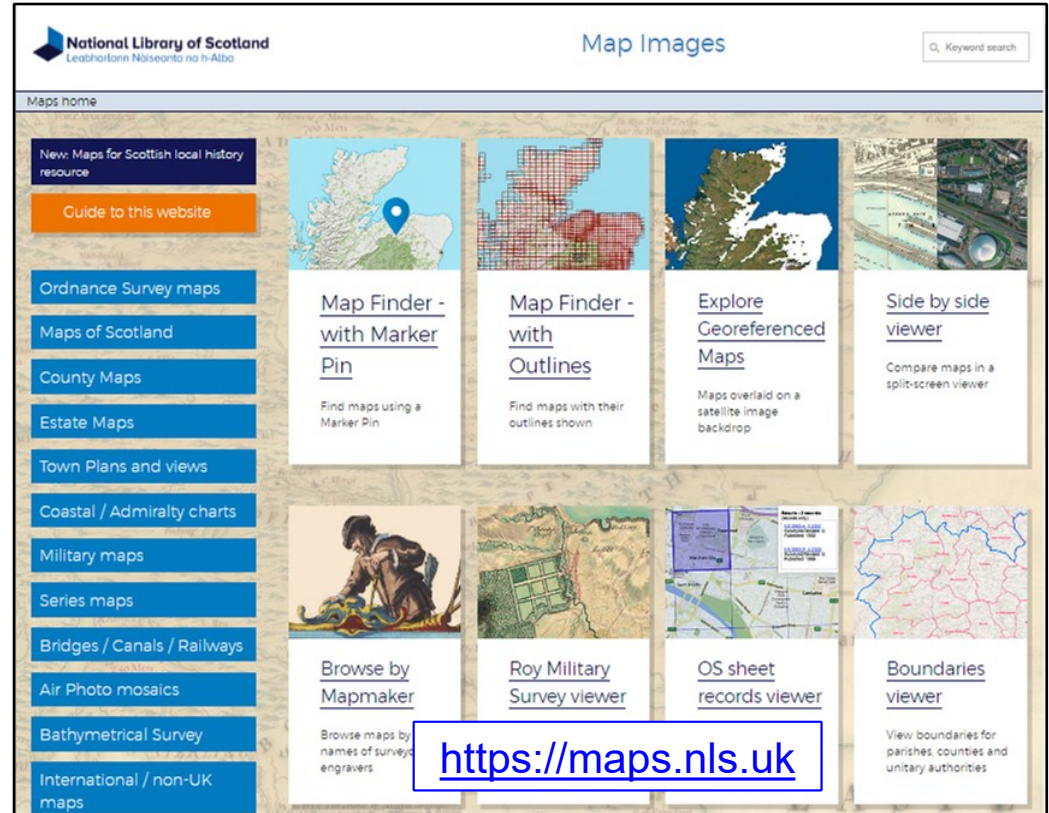 National Library of Scotland
Leabharlann Nàiseanta na h-Alba
Map Images
Keyword search
Maps home
New: Maps for Scottish local history
resource
Guide to this website
Ordnance Survey maps
Maps of Scotland
County Maps
Estate Maps
Town Plans and views
Coastal / Admiralty charts
Military maps
Series maps
Bridges / Canals / Railways
Air Photo mosaics
Bathymetrical Survey
International / non-UK
maps
Map Finder -
with Marker
Pin
Find maps using a
Marker Pin
Map Finder -
with
Outlines
Find maps with their
outlines shown
Explore
Georeferenced
Maps
Maps overlaid on a
satellite image
backdrop
Side by side
viewer
Compare maps in a
split-screen viewer
Browse by
Mapmaker
Browse maps by
names of
engravers
Roy Military
Survey viewer
OS sheet
records viewer
Boundaries
viewer
View boundaries for
parishes, counties and
unitary authorities
https://maps.nls.uk